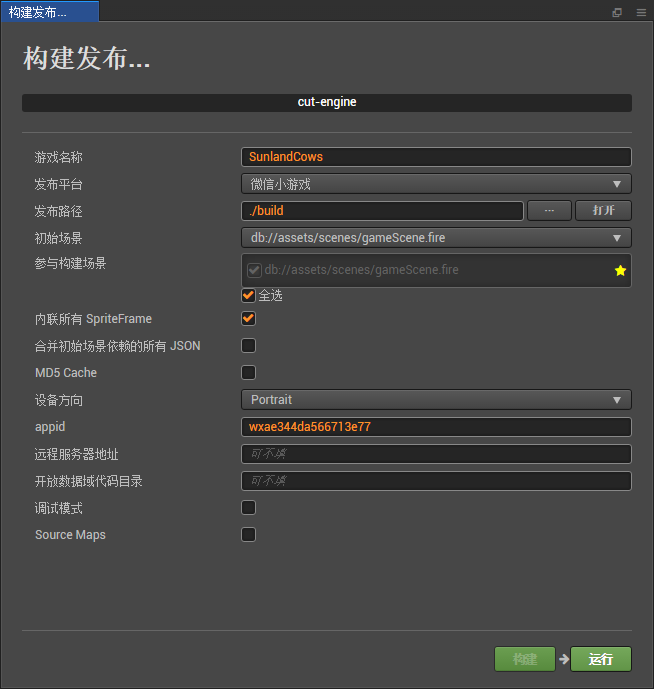 构建发布...
构建发布...
cut-engine
游戏名称 SunlandCows
发布平台 微信小游戏
发布路径 ./build ... 打开
初始场景 db://assets/scenes/gameScene.fire
参与构建场景 db://assets/scenes/gameScene.fire
全选
内联所有 SpriteFrame
合并初始场景依赖的所有 JSON
MD5 Cache
设备方向 Portrait
appid wxae344da566713e77
远程服务器地址 可不填
开放数据域代码目录 可不填
调试模式
Source Maps
构建 运行